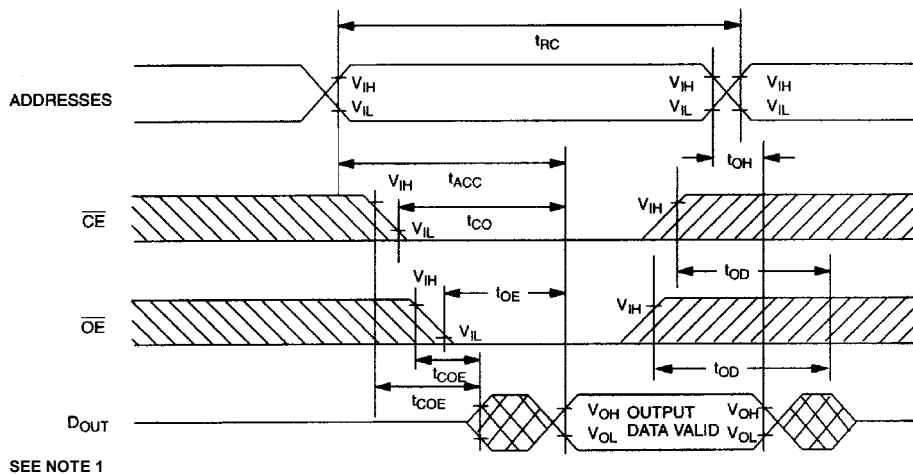 tRC
ADDRESSES
VIH
VIL
VIH
VIL
VIH
VIL
tOH
tACC
CE
VIH
VIL
tCO
VIH
tOD
OE
VIH
VIL
tOE
VIH
tOD
tCOE
tCOE
DOUT
VOH OUTPUT VOH
VOL DATA VALID VOL
SEE NOTE 1